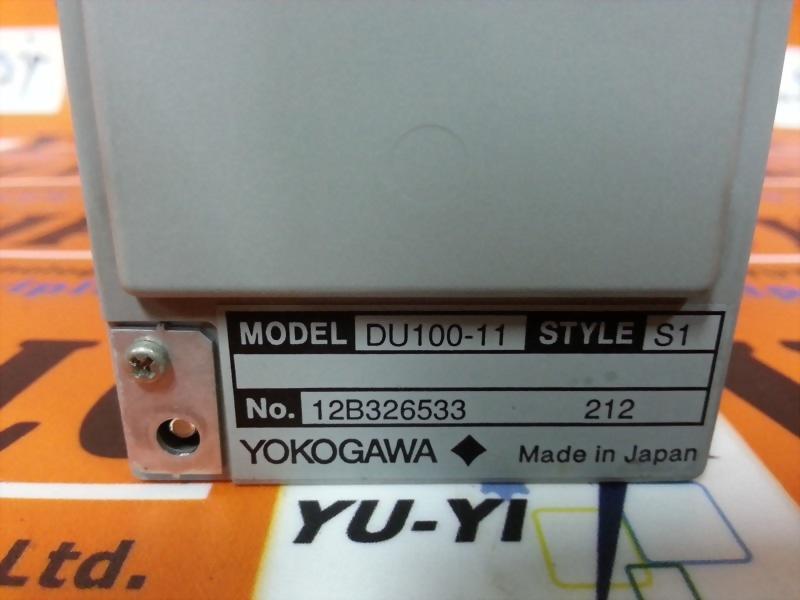 MODEL DU100-11 STYLE S1
No. 12B326533 212
YOKOGAWA ◆ Made in Japan
YU-YI
Ltd.